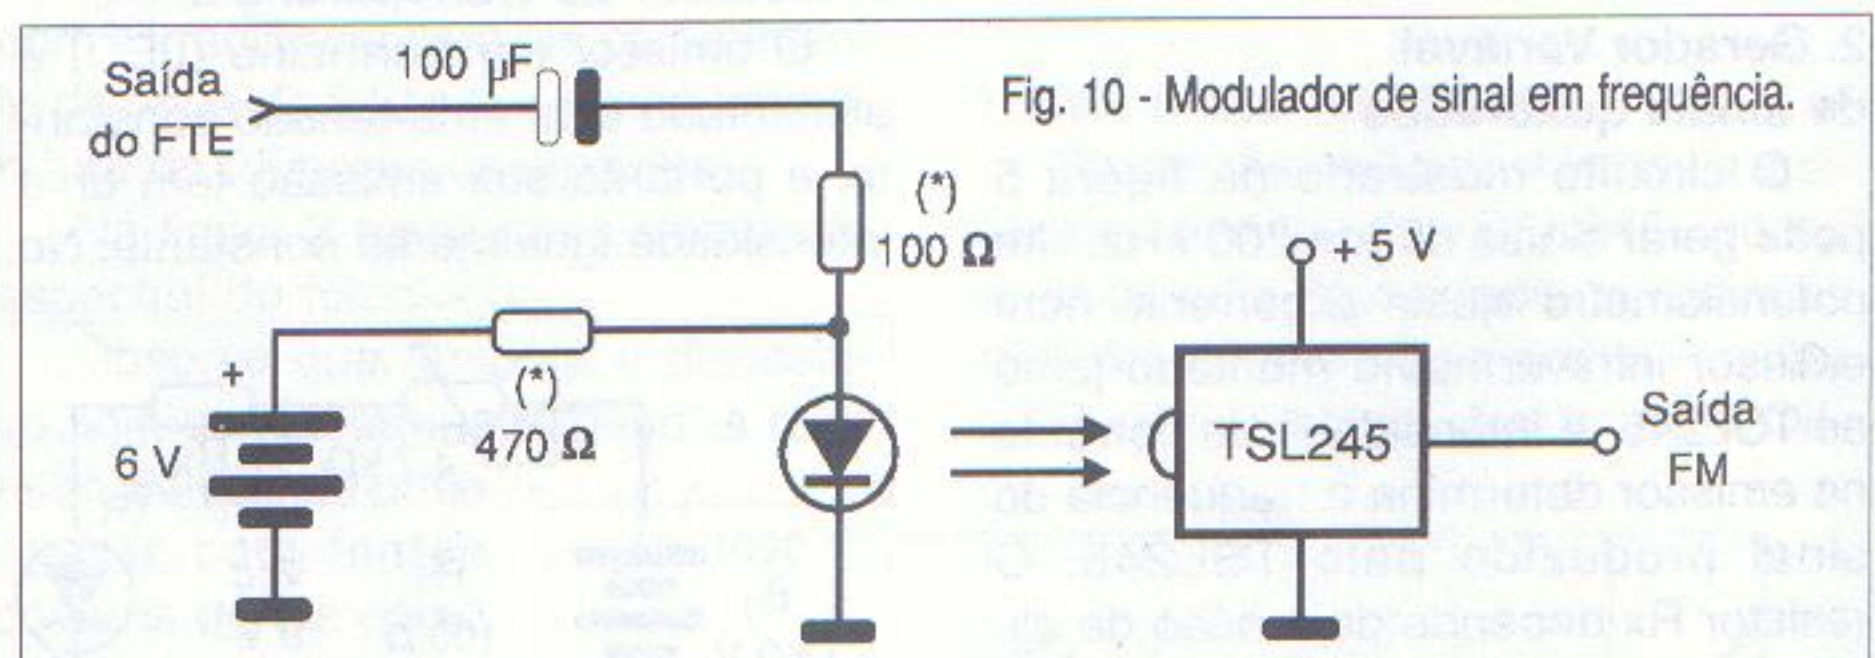 Saída
do FTE
100 µF
Fig. 10 - Modulador de sinal em frequência.
(*)
100 Ω
+ 5 V
+
6 V
(*)
470 Ω
TSL245
Saída
FM